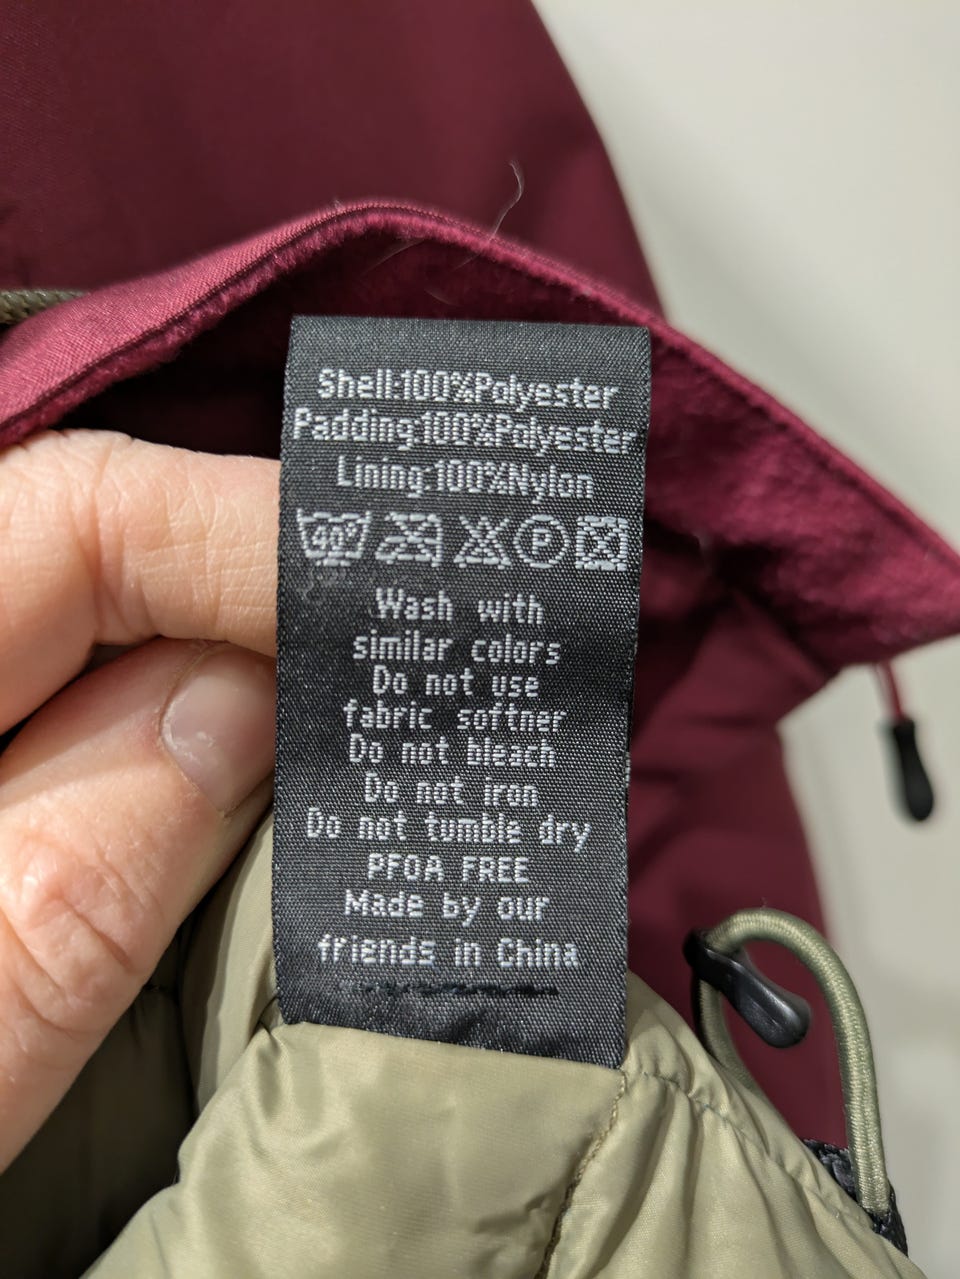 Shell:100%Polyester
Padding:100%Polyester
Lining:100%Nylon
40° P
Wash with
similar colors
Do not use
fabric softner
Do not bleach
Do not iron
Do not tumble dry
PFOA FREE
Made by our
friends in China